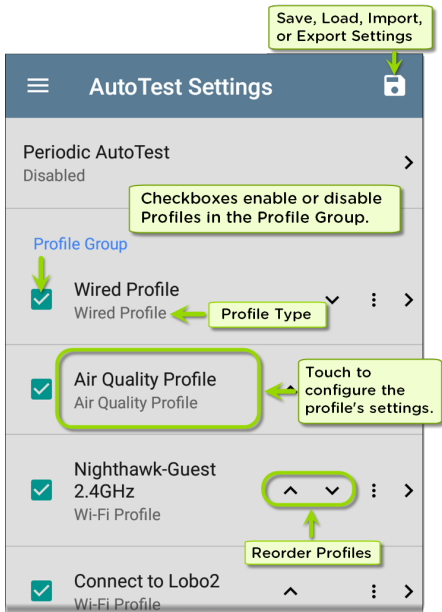 Save, Load, Import,
or Export Settings
AutoTest Settings
Periodic AutoTest
Disabled
Checkboxes enable or disable
Profiles in the Profile Group.
Profile Group
Wired Profile
Wired Profile
Profile Type
Air Quality Profile
Air Quality Profile
Touch to
configure the
profile's settings.
Nighthawk-Guest
2.4GHz
Wi-Fi Profile
Reorder Profiles
Connect to Lobo2
Wi-Fi Profile